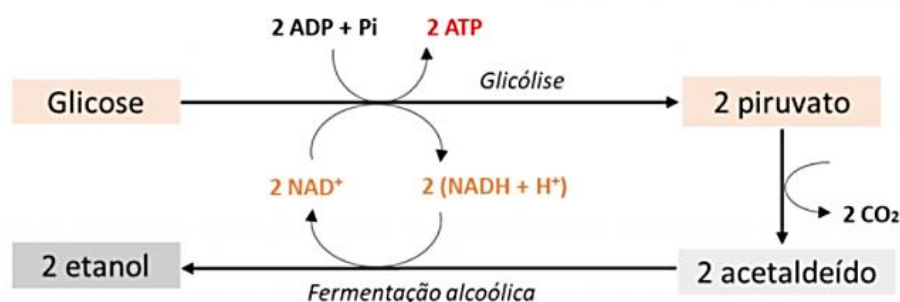 2 ADP + Pi
2 ATP
Glicólise
Glicose
2 piruvato
2 NAD⁺
2 (NADH + H⁺)
2 CO₂
2 etanol
2 acetaldeído
Fermentação alcoólica